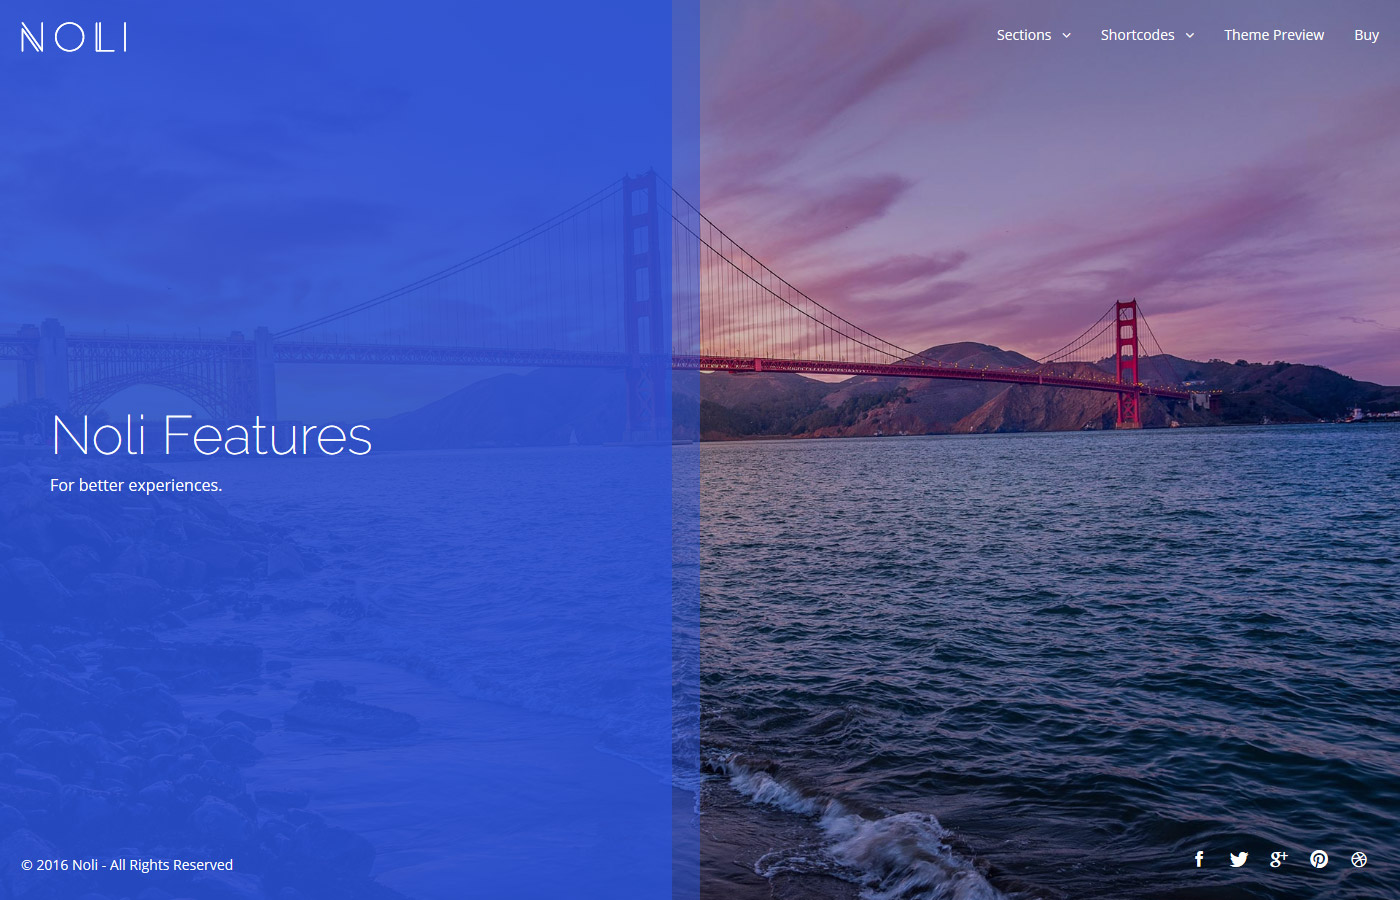 NOLI
Sections
Shortcodes
Theme Preview
Buy
Noli Features
For better experiences.
© 2016 Noli - All Rights Reserved